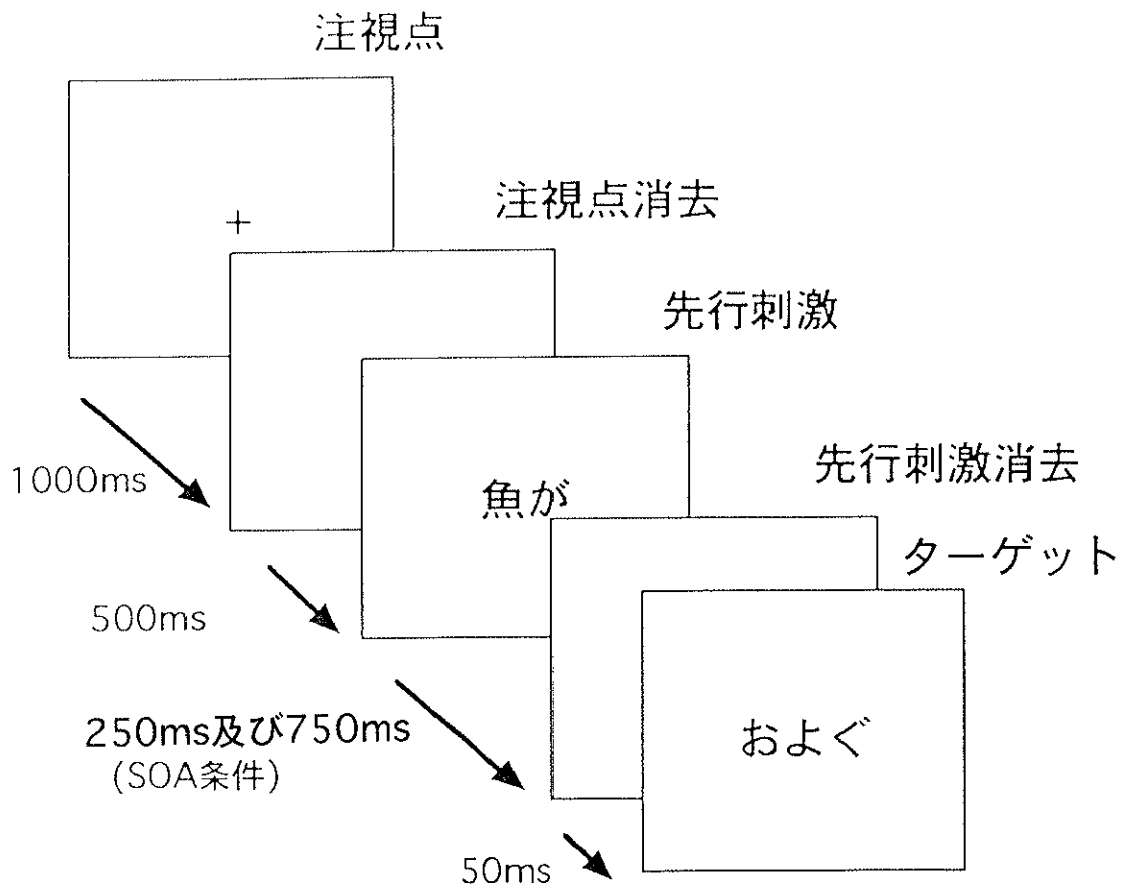 注視点
+
注視点消去
先行刺激
魚が
先行刺激消去
ターゲット
およぐ
1000ms
500ms
250ms及び750ms
(SOA条件)
50ms